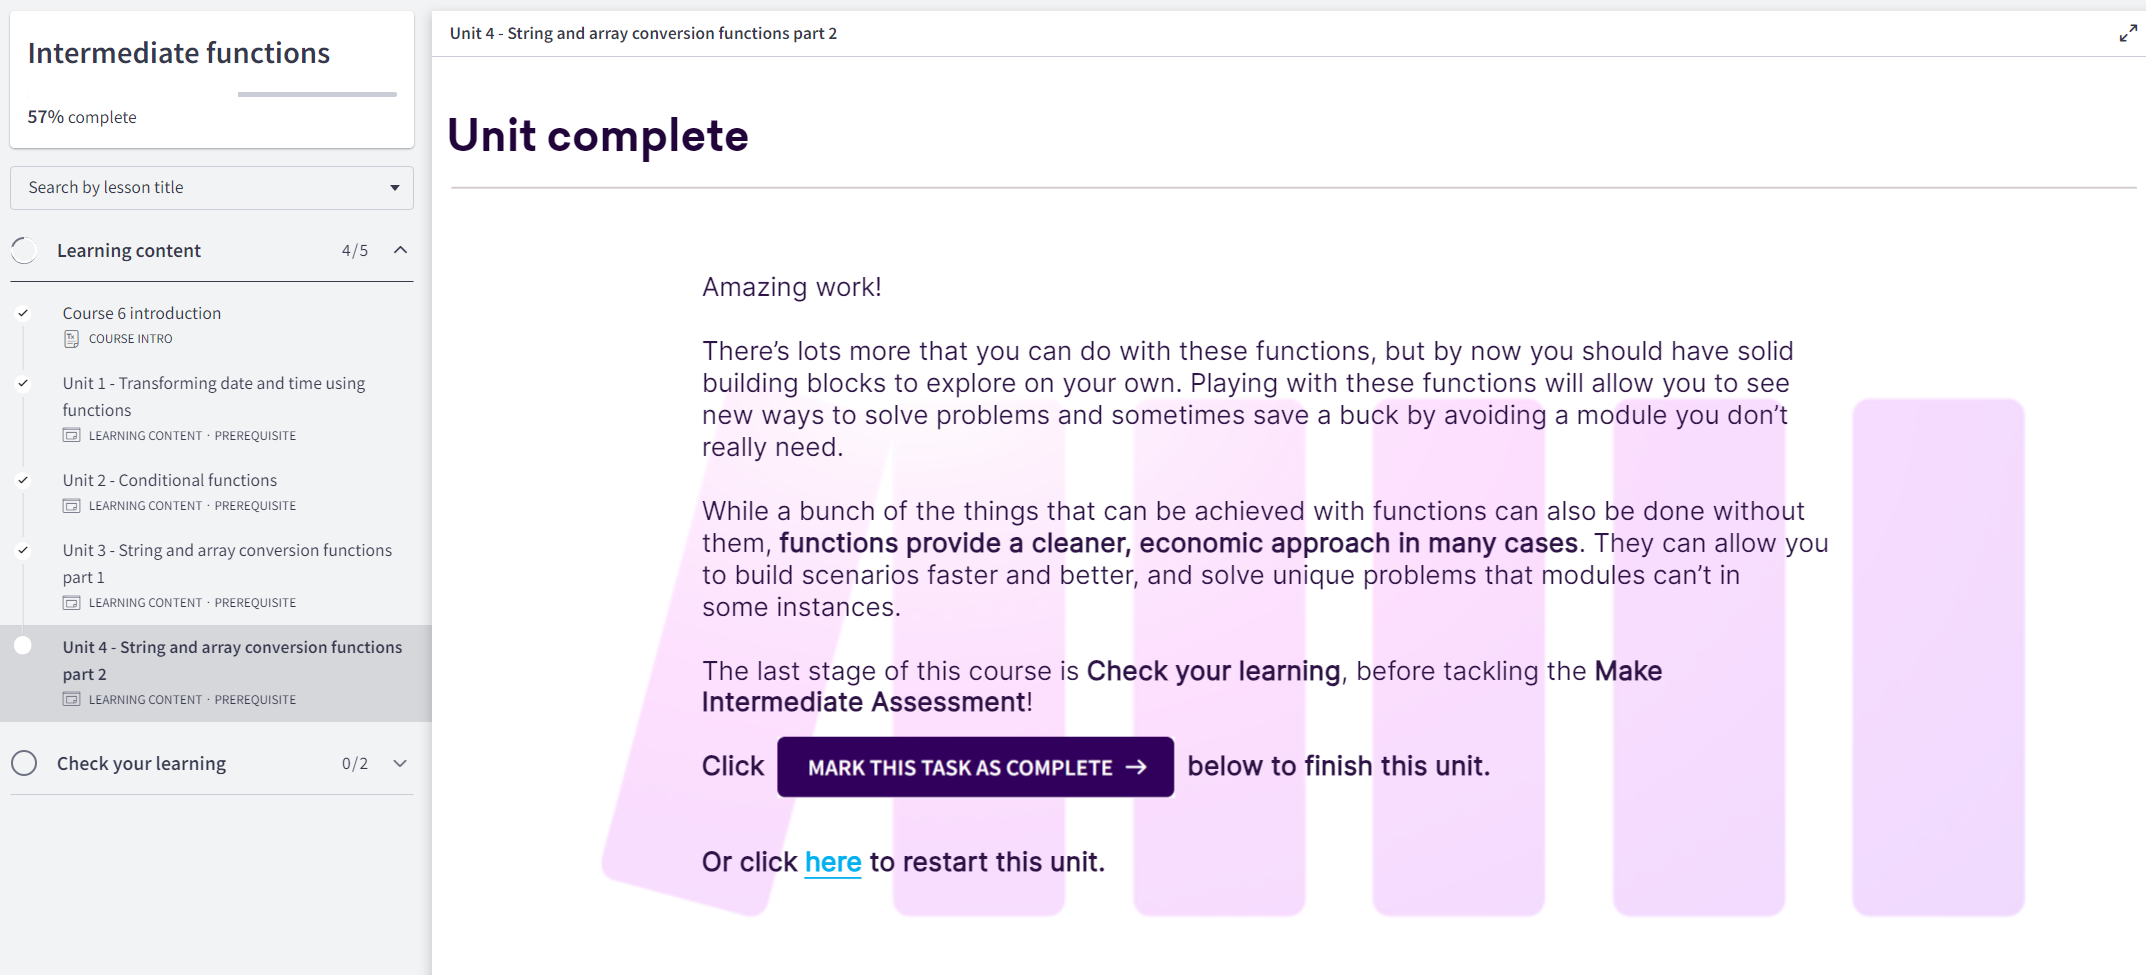 Intermediate functions
57% complete
Search by lesson title
Learning content 4/5
Course 6 introduction
COURSE INTRO
Unit 1 - Transforming date and time using
functions
LEARNING CONTENT · PREREQUISITE
Unit 2 - Conditional functions
LEARNING CONTENT · PREREQUISITE
Unit 3 - String and array conversion functions
part 1
LEARNING CONTENT · PREREQUISITE
Unit 4 - String and array conversion functions
part 2
LEARNING CONTENT · PREREQUISITE
Check your learning 0/2
Unit 4 - String and array conversion functions part 2
Unit complete
Amazing work!
There’s lots more that you can do with these functions, but by now you should have solid
building blocks to explore on your own. Playing with these functions will allow you to see
new ways to solve problems and sometimes save a buck by avoiding a module you don’t
really need.
While a bunch of the things that can be achieved with functions can also be done without
them, functions provide a cleaner, economic approach in many cases. They can allow you
to build scenarios faster and better, and solve unique problems that modules can’t in
some instances.
The last stage of this course is Check your learning, before tackling the Make
Intermediate Assessment!
Click MARK THIS TASK AS COMPLETE → below to finish this unit.
Or click here to restart this unit.